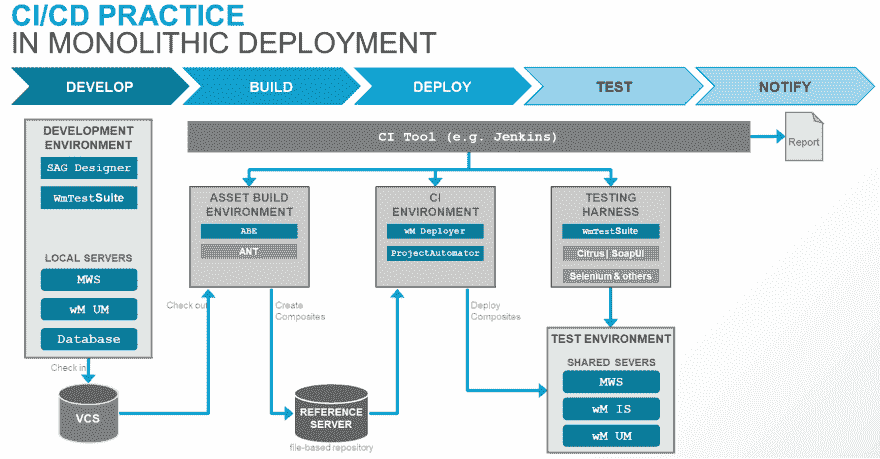 CI/CD PRACTICE
IN MONOLITHIC DEPLOYMENT
DEVELOP
BUILD
DEPLOY
TEST
NOTIFY
DEVELOPMENT
ENVIRONMENT
SAG Designer
WmTestSuite
LOCAL SERVERS
MWS
wM UM
Database
Check in
VCS
CI Tool (e.g. Jenkins)
Report
ASSET BUILD
ENVIRONMENT
ABE
ANT
Check out
Create
Composites
REFERENCE
SERVER
file-based repository
CI
ENVIRONMENT
wM Deployer
ProjectAutomator
Deploy
Composites
TESTING
HARNESS
WmTestSuite
Citrus | SoapUI
Selenium & others
TEST ENVIRONMENT
SHARED SEVERS
MWS
wM IS
wM UM